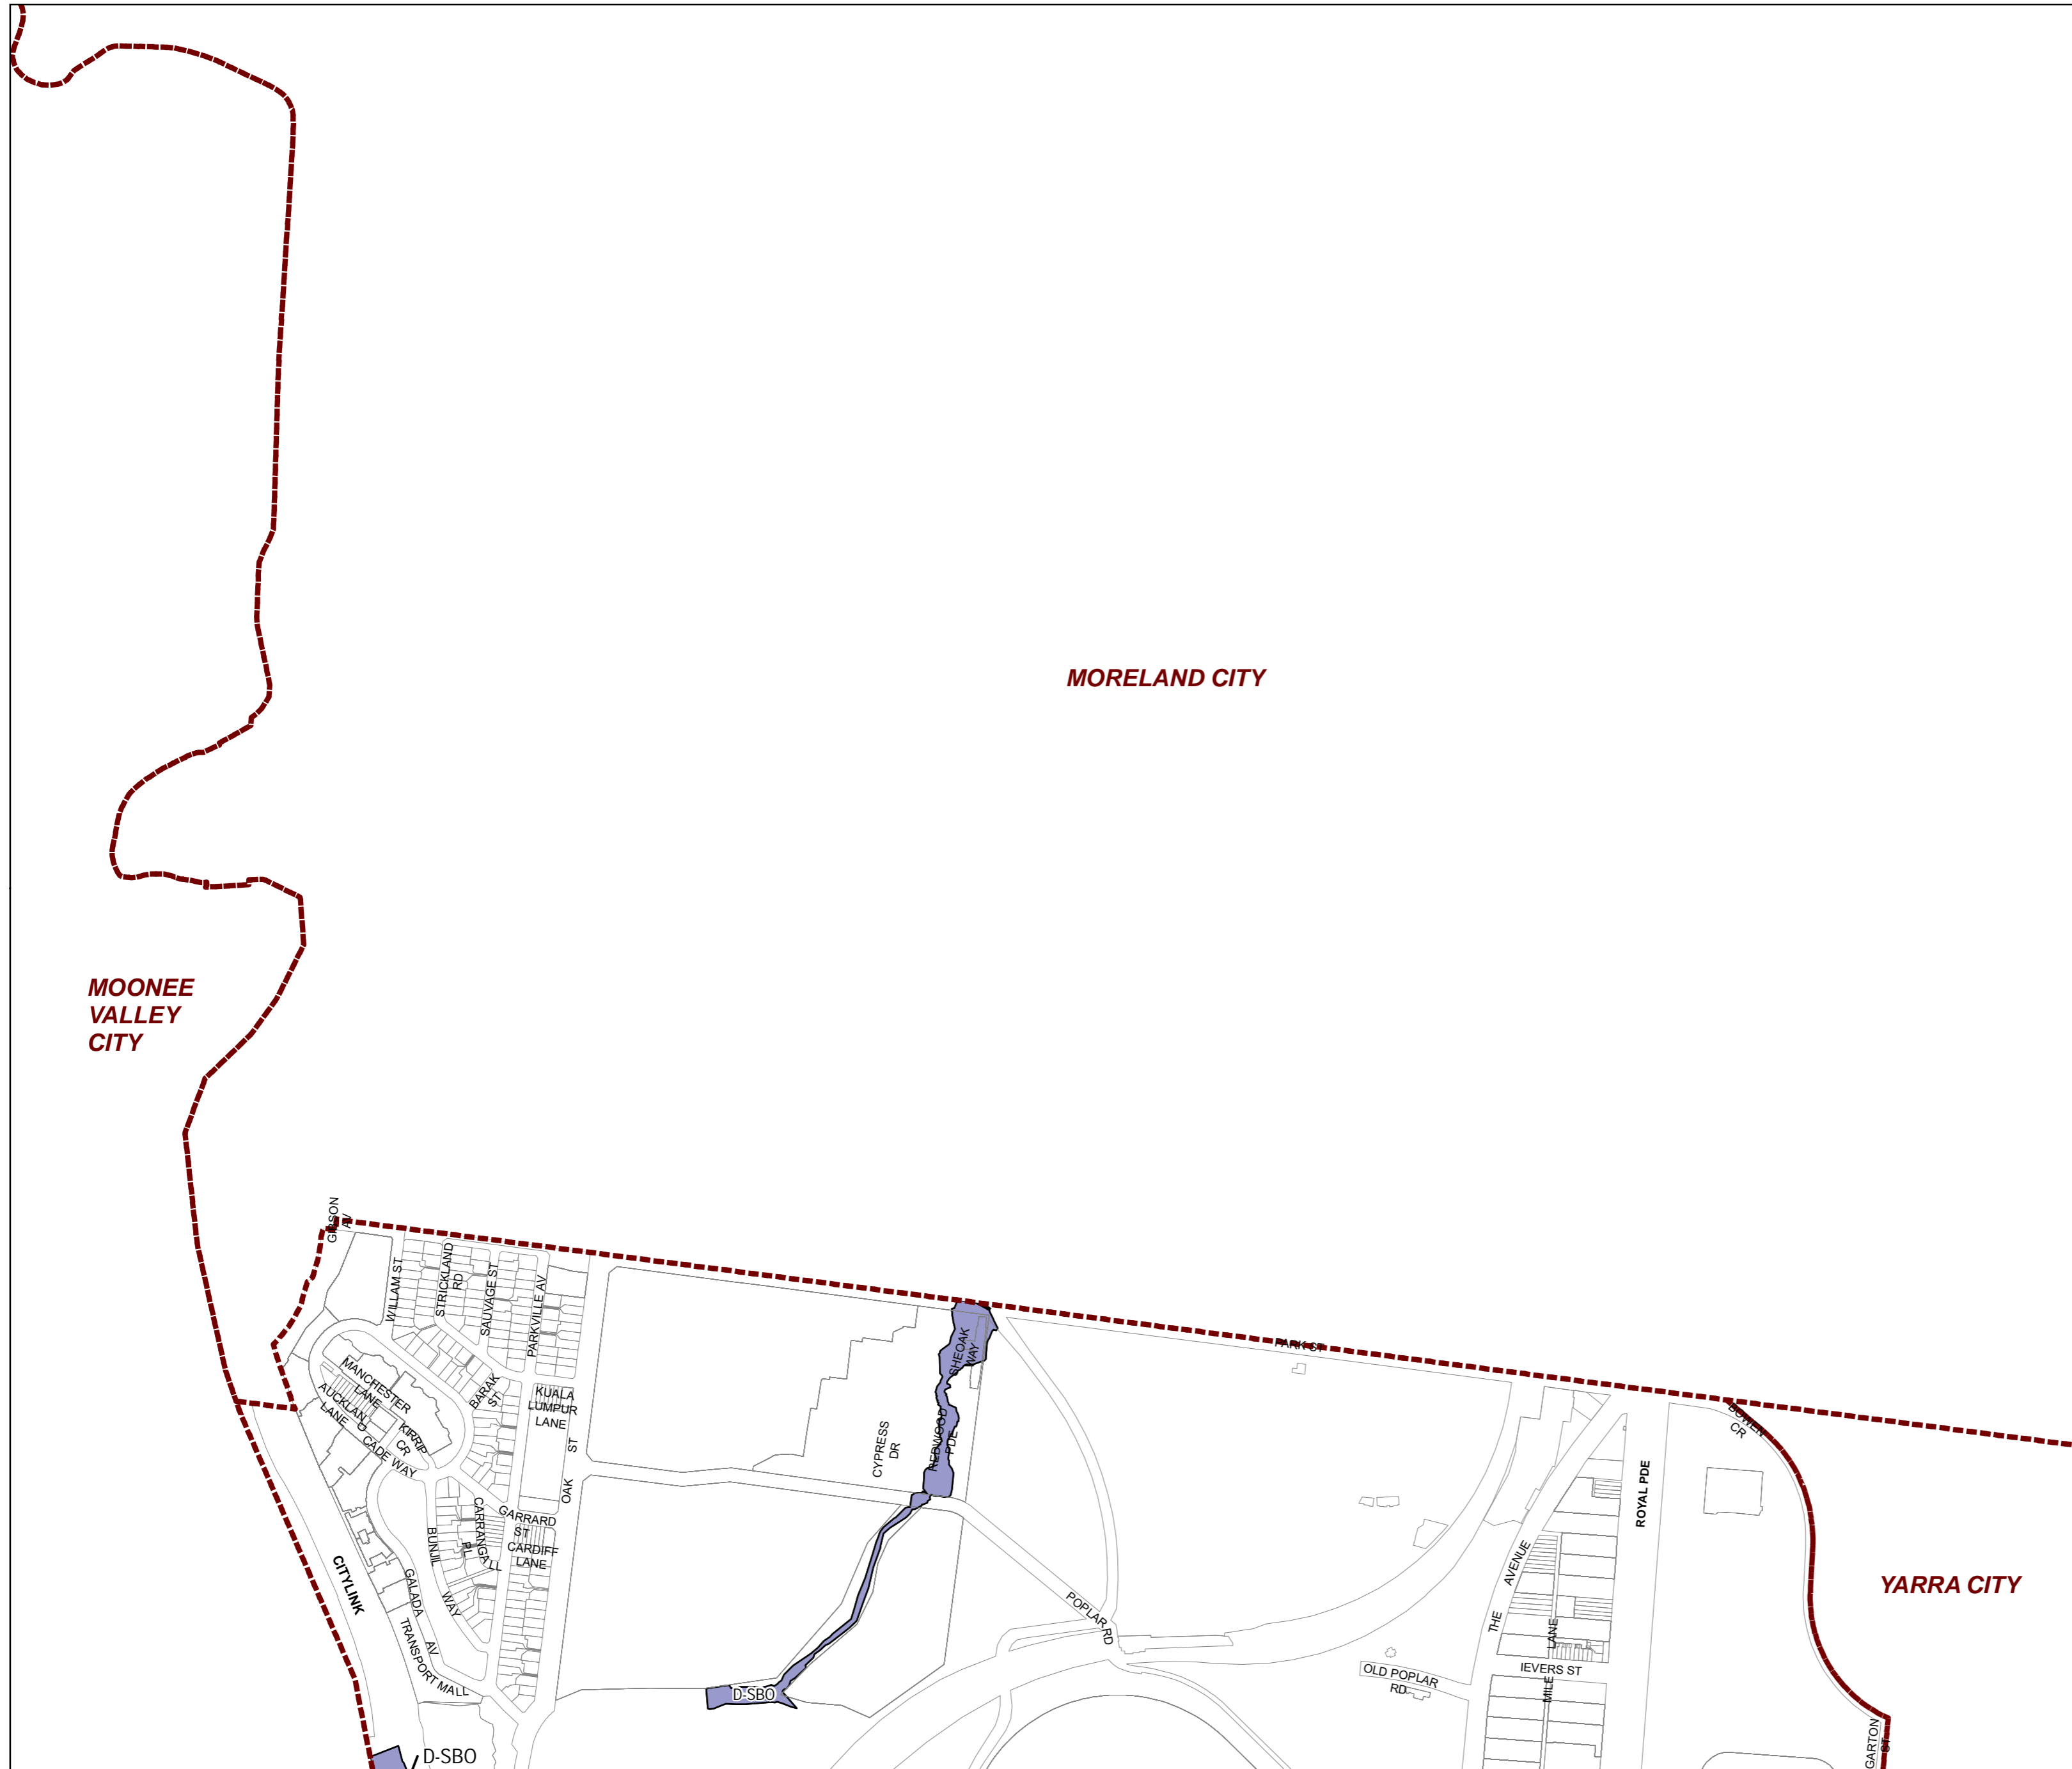 MORELAND CITY
MOONEE
VALLEY
CITY
GIBSON
AV
WILLAM ST
STRICKLAND
RD
SAUVAGE ST
PARKVILLE AV
SHEOAK
WAY
PARK ST
MANCHESTER
LANE
AUCKLAND
LANE
BARAK
ST
KUALA
LUMPUR
LANE
KIRRIP
CR
CADE WAY
CYPRESS
DR
REDWOOD
PDE
OAK ST
BOWEN
CR
ROYAL PDE
GARRARD
ST
CARDIFF
LANE
CARRANGALL
PL
BUNJIL
WAY
CITYLINK
GALADA
AV
TRANSPORT MALL
POPLAR RD
THE AVENUE
YARRA CITY
MILE LANE
IEVERS ST
OLD POPLAR
RD
D-SBO
GARTON
ST
D-SBO